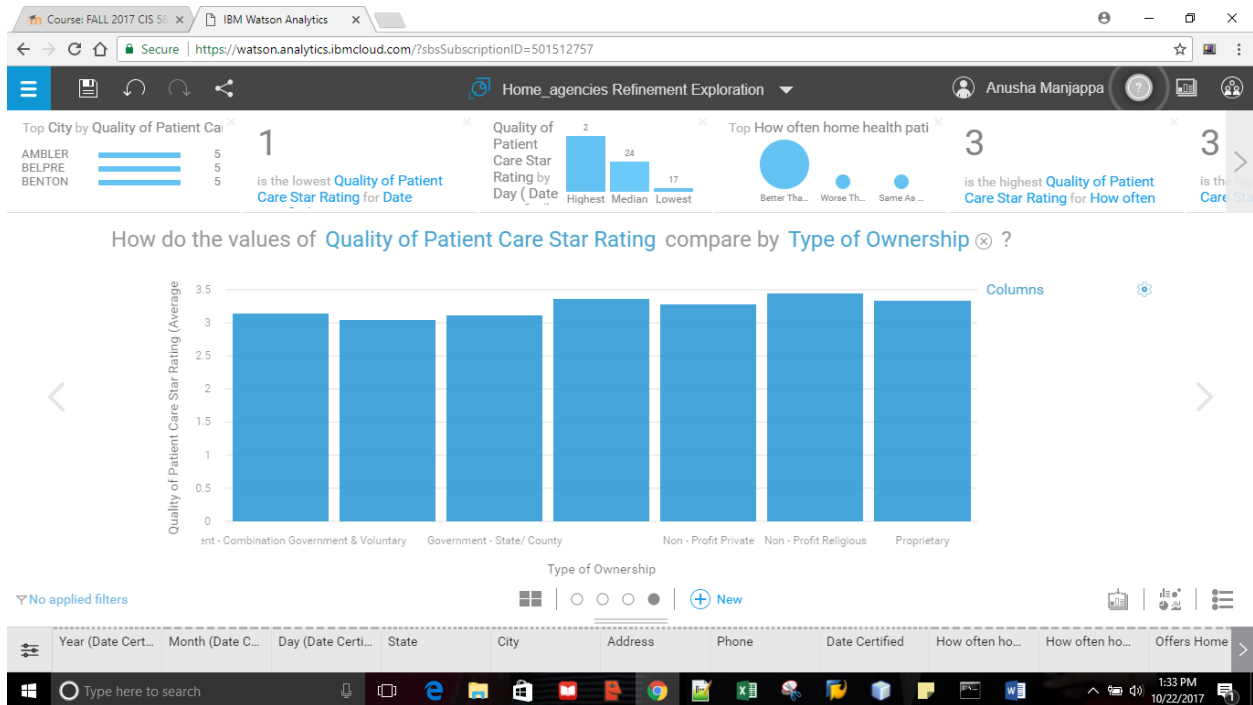 Course: FALL 2017 CIS 58
IBM Watson Analytics
Secure | https://watson.analytics.ibmcloud.com/?sbsSubscriptionID=501512757
Home_agencies Refinement Exploration
Anusha Manjappa
?
Top City by Quality of Patient Ca
AMBLER 5
BELPRE 5
BENTON 5
1
is the lowest Quality of Patient
Care Star Rating for Date
Quality of
Patient
Care Star
Rating by
Day ( Date
2
24
17
Highest Median Lowest
Top How often home health pati
Better Tha... Worse Th... Same As ...
3
is the highest Quality of Patient
Care Star Rating for How often
3
is the
Care
How do the values of Quality of Patient Care Star Rating compare by Type of Ownership ?
Quality of Patient Care Star Rating (Average
3.5
3
2.5
2
1.5
1
0.5
0
Columns
ent - Combination Government & Voluntary
Government - State/ County
Non - Profit Private
Non - Profit Religious
Proprietary
Type of Ownership
No applied filters
New
Year (Date Cert...
Month (Date C...
Day (Date Certi...
State
City
Address
Phone
Date Certified
How often ho...
How often ho...
Offers Home
Type here to search
1:33 PM
10/22/2017